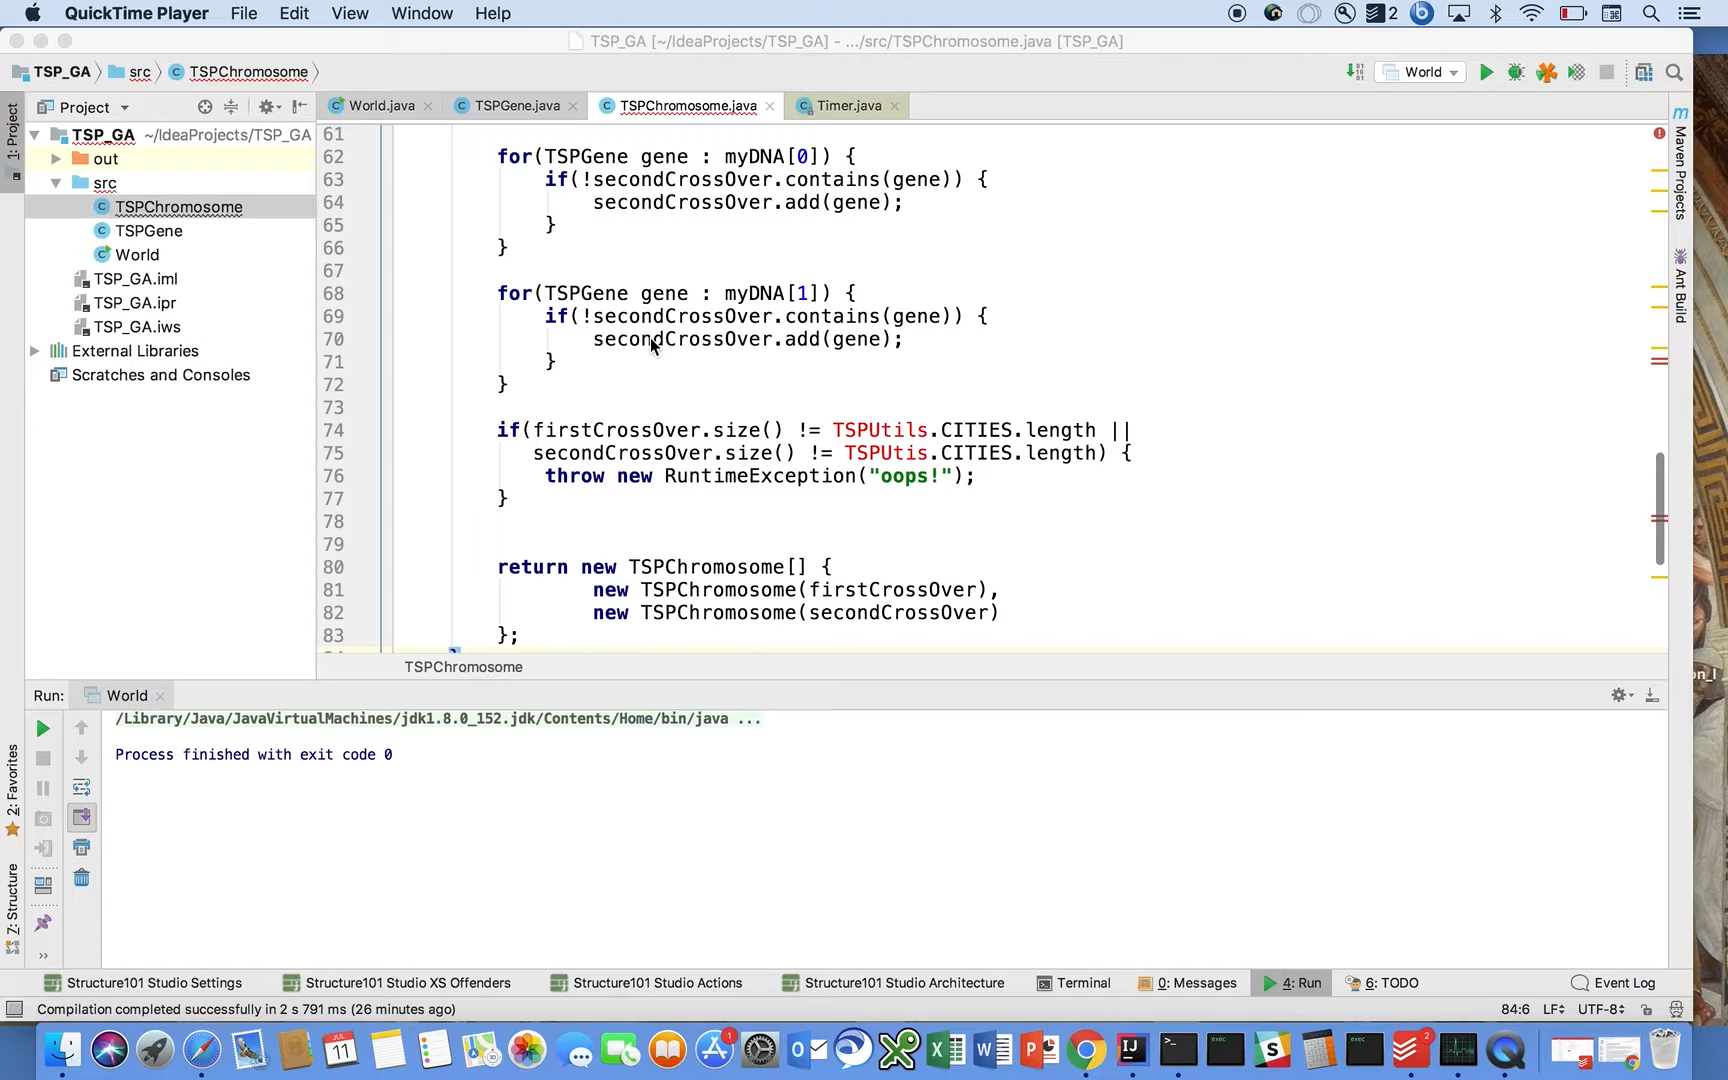 QuickTime Player File Edit View Window Help
2
TSP_GA [~/IdeaProjects/TSP_GA] - .../src/TSPChromosome.java [TSP_GA]
TSP_GA src TSPChromosome
World
Project
World.java TSPGene.java TSPChromosome.java Timer.java
1: Project
TSP_GA ~/IdeaProjects/TSP_GA
out
src
TSPChromosome
TSPGene
World
TSP_GA.iml
TSP_GA.ipr
TSP_GA.iws
External Libraries
Scratches and Consoles
61
62 for(TSPGene gene : myDNA[0]) {
63 if(!secondCrossOver.contains(gene)) {
64 secondCrossOver.add(gene);
65 }
66 }
67
68 for(TSPGene gene : myDNA[1]) {
69 if(!secondCrossOver.contains(gene)) {
70 secondCrossOver.add(gene);
71 }
72 }
73
74 if(firstCrossOver.size() != TSPUtils.CITIES.length ||
75 secondCrossOver.size() != TSPUtis.CITIES.length) {
76 throw new RuntimeException("oops!");
77 }
78
79
80 return new TSPChromosome[] {
81 new TSPChromosome(firstCrossOver),
82 new TSPChromosome(secondCrossOver)
83 };
TSPChromosome
Maven Projects
Ant Build
on_l
Run: World
/Library/Java/JavaVirtualMachines/jdk1.8.0_152.jdk/Contents/Home/bin/java ...
Process finished with exit code 0
2: Favorites
Z: Structure
Structure101 Studio Settings Structure101 Studio XS Offenders Structure101 Studio Actions Structure101 Studio Architecture Terminal 0: Messages 4: Run 6: TODO Event Log
Compilation completed successfully in 2 s 791 ms (26 minutes ago)
84:6 LF UTF-8
JUL
11
1
2
exec
exec